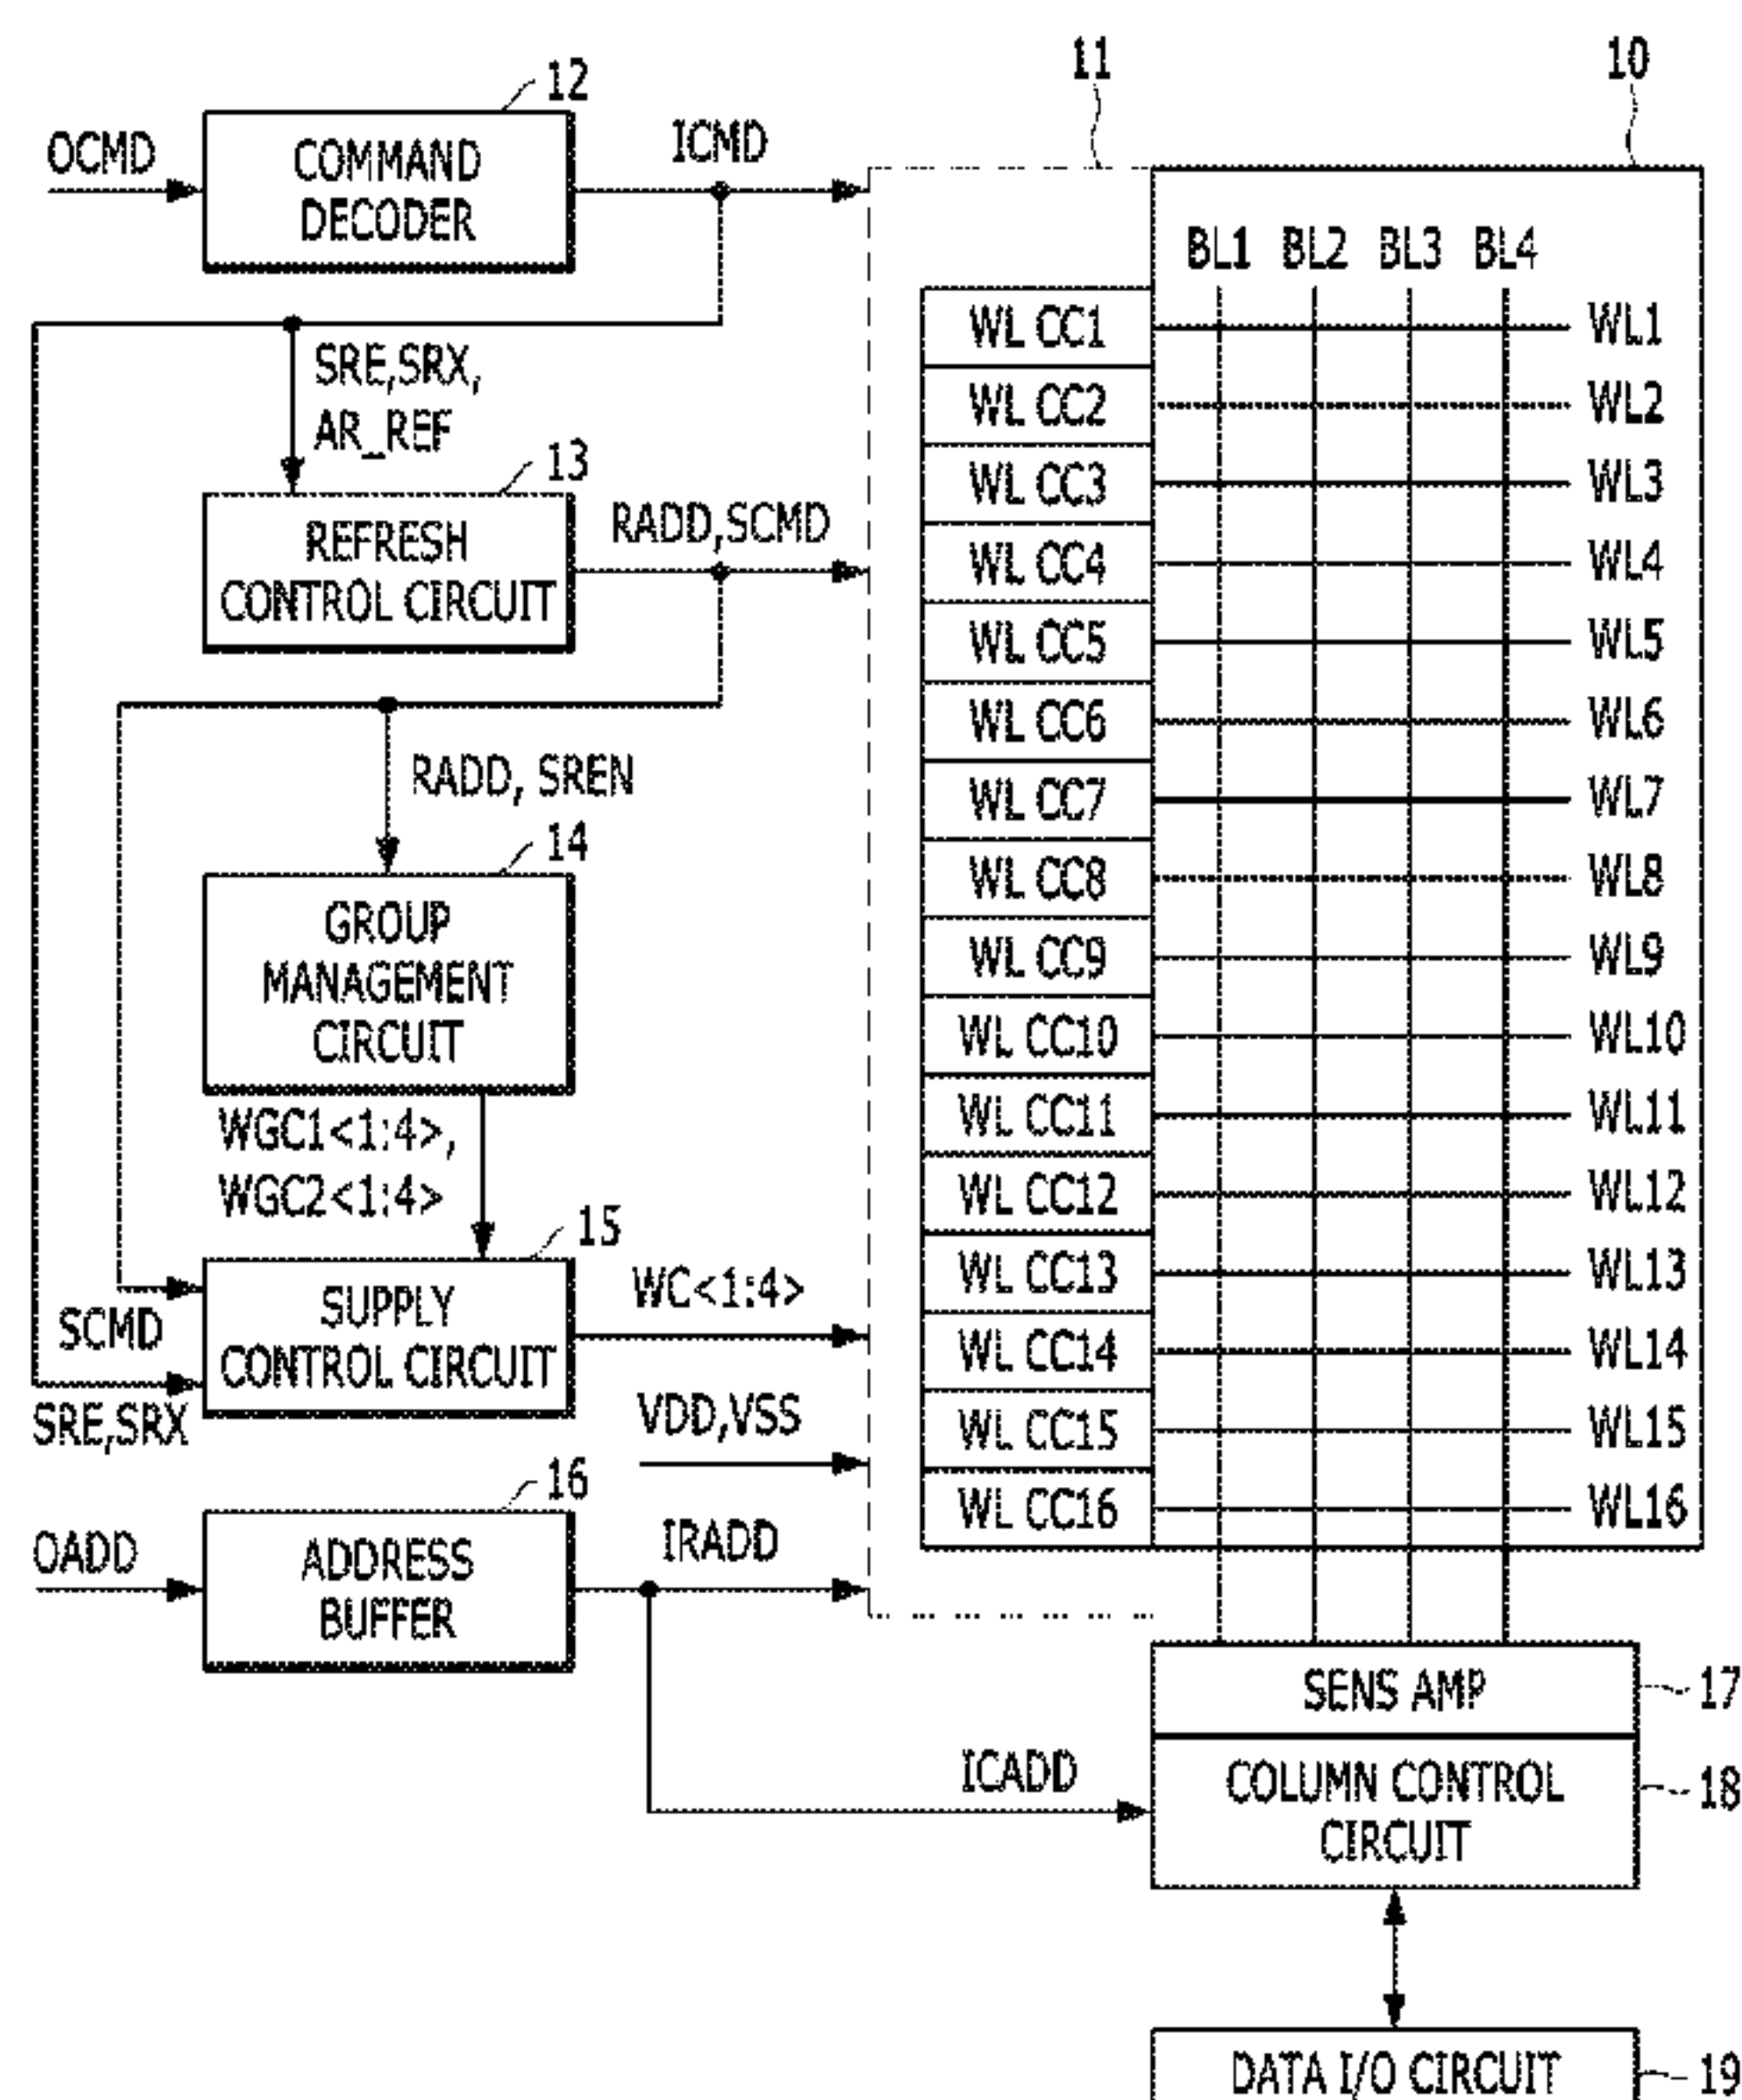 11
10
12
OCMD
COMMAND
DECODER
ICMD
BL1 BL2 BL3 BL4
WL CC1
WL1
SRE,SRX,
AR_REF
WL CC2
WL2
13
WL CC3
WL3
REFRESH
CONTROL CIRCUIT
RADD,SCMD
WL CC4
WL4
WL CC5
WL5
WL CC6
WL6
RADD, SREN
WL CC7
WL7
14
WL CC8
WL8
GROUP
MANAGEMENT
CIRCUIT
WL CC9
WL9
WL CC10
WL10
WGC1<1:4>,
WGC2<1:4>
WL CC11
WL11
WL CC12
WL12
15
SUPPLY
CONTROL CIRCUIT
WC<1:4>
WL CC13
WL13
SCMD
WL CC14
WL14
SRE,SRX
VDD,VSS
WL CC15
WL15
16
WL CC16
WL16
OADD
ADDRESS
BUFFER
IRADD
SENS AMP
17
ICADD
COLUMN CONTROL
CIRCUIT
18
DATA I/O CIRCUIT
19